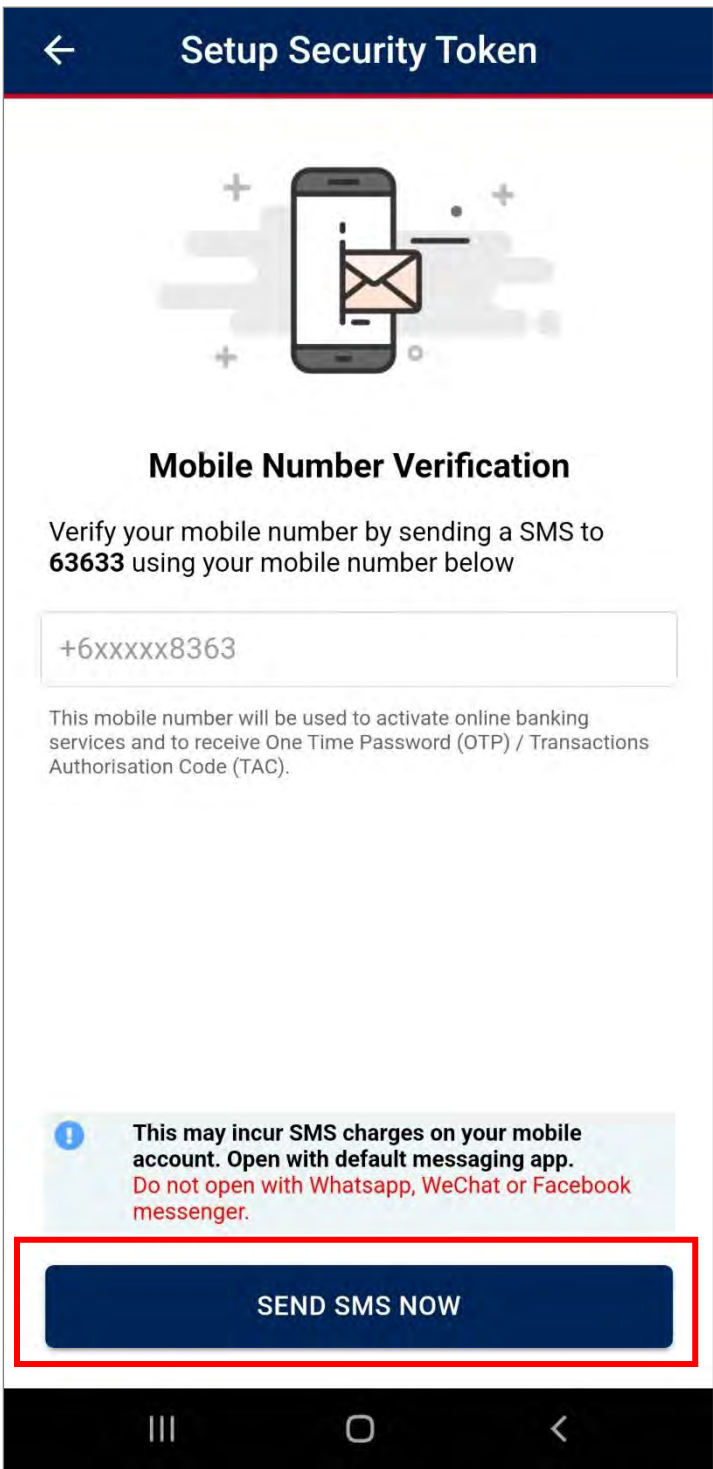 Setup Security Token
Mobile Number Verification
Verify your mobile number by sending a SMS to
63633 using your mobile number below
+6xxxxx8363
This mobile number will be used to activate online banking
services and to receive One Time Password (OTP) / Transactions
Authorisation Code (TAC).
This may incur SMS charges on your mobile
account. Open with default messaging app.
Do not open with Whatsapp, WeChat or Facebook
messenger.
SEND SMS NOW